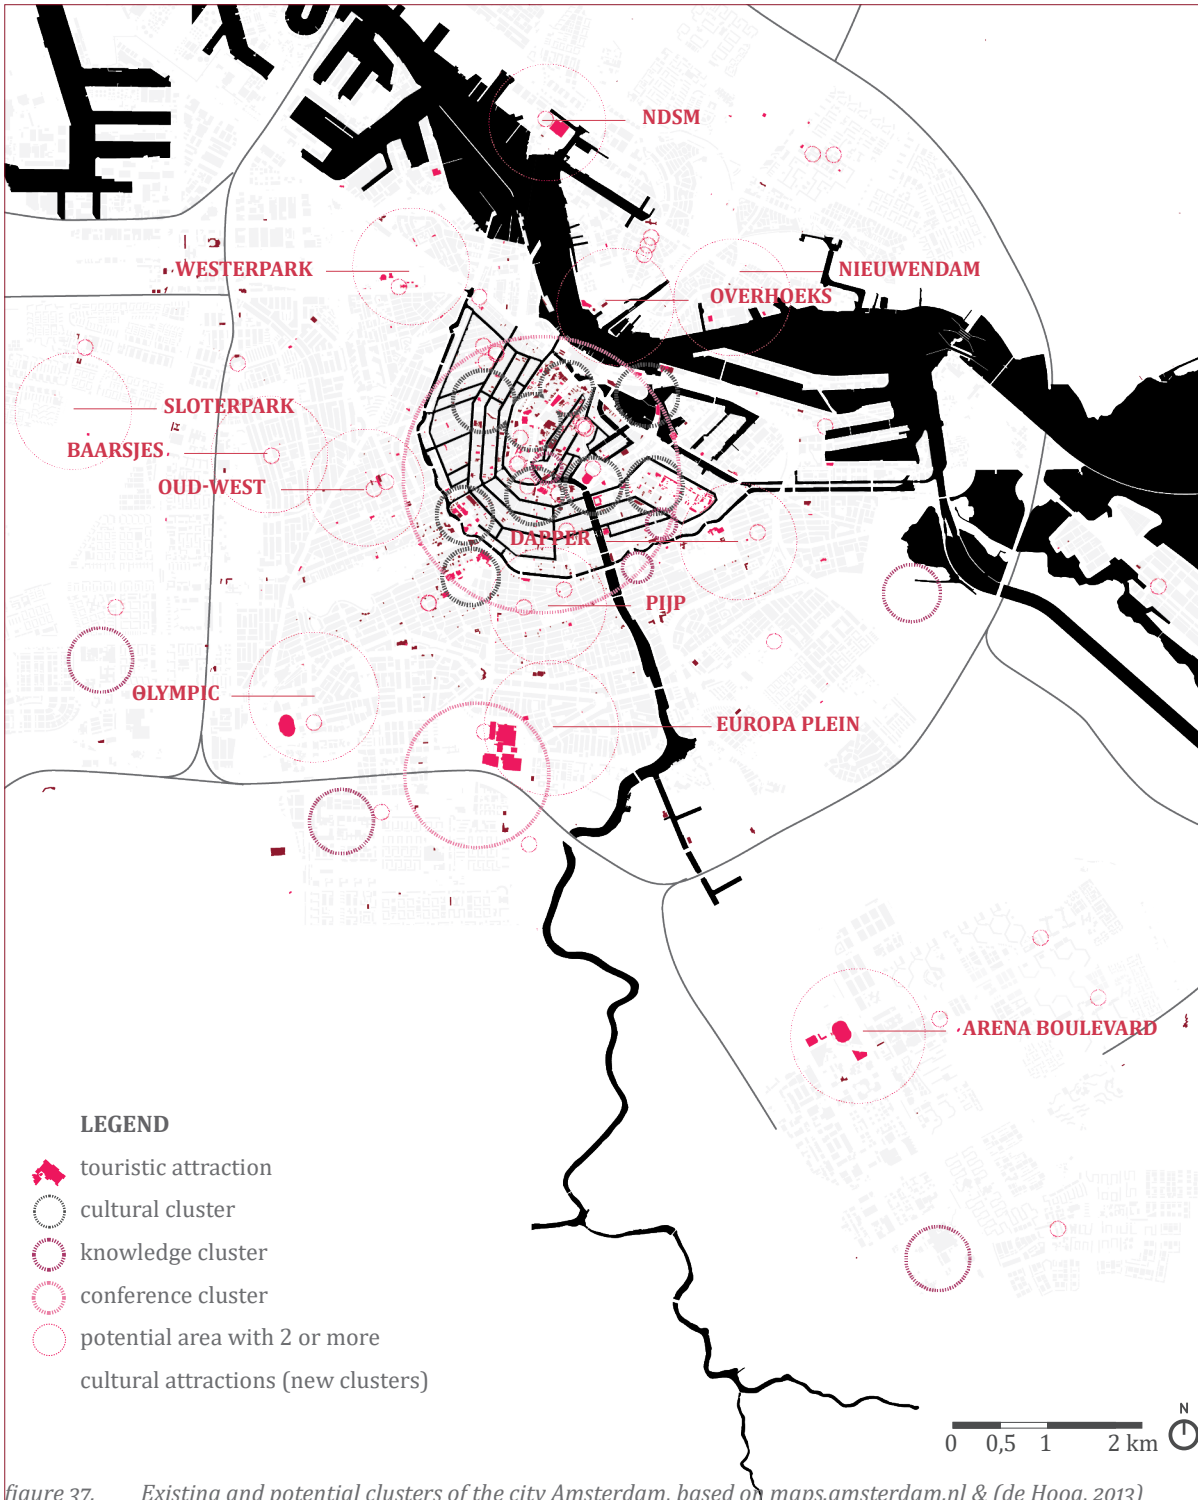 NDSM
WESTERPARK
NIEUWENDAM
OVERHOEKS
SLOTERPARK
BAARSJES
OUD-WEST
DAPPER
PIJP
OLYMPIC
EUROPA PLEIN
ARENA BOULEVARD
LEGEND
touristic attraction
cultural cluster
knowledge cluster
conference cluster
potential area with 2 or more
cultural attractions (new clusters)
N
0 0,5 1 2 km
figure 37. Existing and potential clusters of the city Amsterdam, based on maps.amsterdam.nl & (de Hoog, 2013)